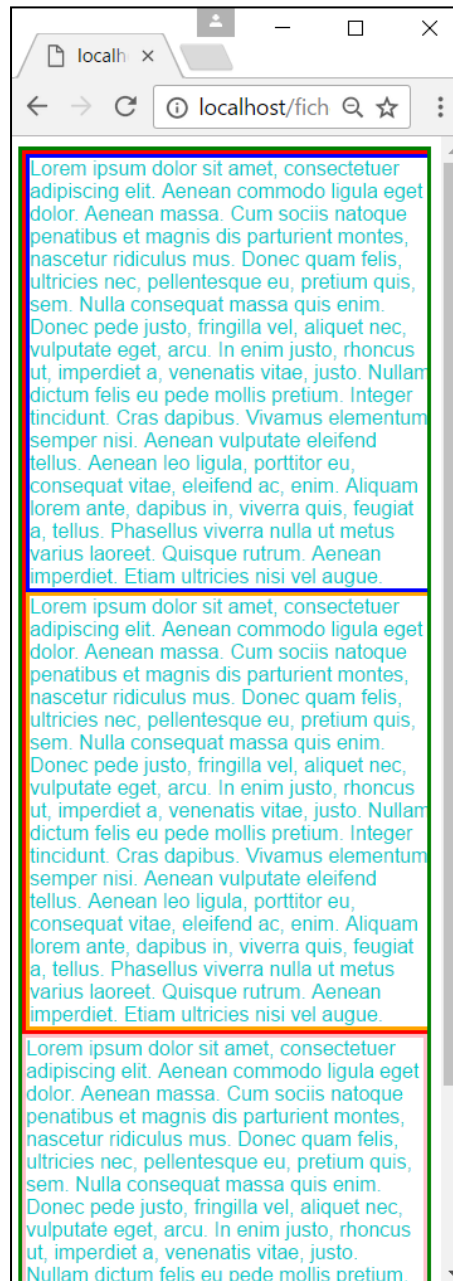 localh
localhost/fich
Lorem ipsum dolor sit amet, consectetuer
adipiscing elit. Aenean commodo ligula eget
dolor. Aenean massa. Cum sociis natoque
penatibus et magnis dis parturient montes,
nascetur ridiculus mus. Donec quam felis,
ultricies nec, pellentesque eu, pretium quis,
sem. Nulla consequat massa quis enim.
Donec pede justo, fringilla vel, aliquet nec,
vulputate eget, arcu. In enim justo, rhoncus
ut, imperdiet a, venenatis vitae, justo. Nullam
dictum felis eu pede mollis pretium. Integer
tincidunt. Cras dapibus. Vivamus elementum
semper nisi. Aenean vulputate eleifend
tellus. Aenean leo ligula, porttitor eu,
consequat vitae, eleifend ac, enim. Aliquam
lorem ante, dapibus in, viverra quis, feugiat
a, tellus. Phasellus viverra nulla ut metus
varius laoreet. Quisque rutrum. Aenean
imperdiet. Etiam ultricies nisi vel augue.
Lorem ipsum dolor sit amet, consectetuer
adipiscing elit. Aenean commodo ligula eget
dolor. Aenean massa. Cum sociis natoque
penatibus et magnis dis parturient montes,
nascetur ridiculus mus. Donec quam felis,
ultricies nec, pellentesque eu, pretium quis,
sem. Nulla consequat massa quis enim.
Donec pede justo, fringilla vel, aliquet nec,
vulputate eget, arcu. In enim justo, rhoncus
ut, imperdiet a, venenatis vitae, justo. Nullam
dictum felis eu pede mollis pretium. Integer
tincidunt. Cras dapibus. Vivamus elementum
semper nisi. Aenean vulputate eleifend
tellus. Aenean leo ligula, porttitor eu,
consequat vitae, eleifend ac, enim. Aliquam
lorem ante, dapibus in, viverra quis, feugiat
a, tellus. Phasellus viverra nulla ut metus
varius laoreet. Quisque rutrum. Aenean
imperdiet. Etiam ultricies nisi vel augue.
Lorem ipsum dolor sit amet, consectetuer
adipiscing elit. Aenean commodo ligula eget
dolor. Aenean massa. Cum sociis natoque
penatibus et magnis dis parturient montes,
nascetur ridiculus mus. Donec quam felis,
ultricies nec, pellentesque eu, pretium quis,
sem. Nulla consequat massa quis enim.
Donec pede justo, fringilla vel, aliquet nec,
vulputate eget, arcu. In enim justo, rhoncus
ut, imperdiet a, venenatis vitae, justo.
Nullam dictum felis eu pede mollis pretium.